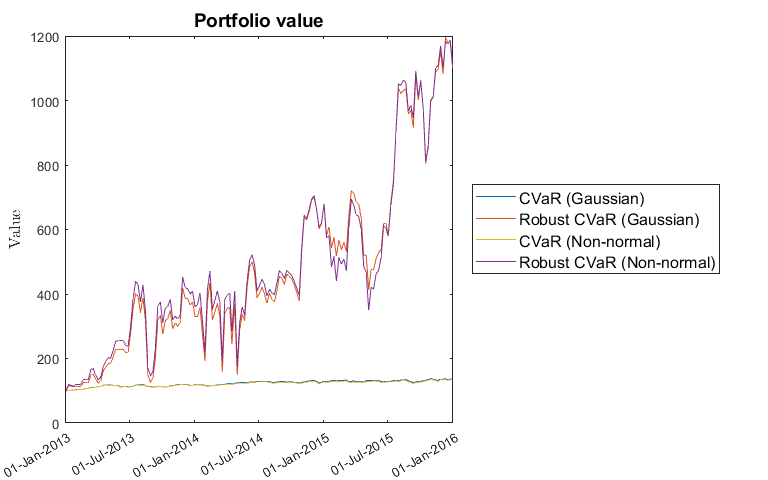 Portfolio value
1200
1000
800
600
400
200
0
Value
01-Jan-2013
01-Jul-2013
01-Jan-2014
01-Jul-2014
01-Jan-2015
01-Jul-2015
01-Jan-2016
CVaR (Gaussian)
Robust CVaR (Gaussian)
CVaR (Non-normal)
Robust CVaR (Non-normal)